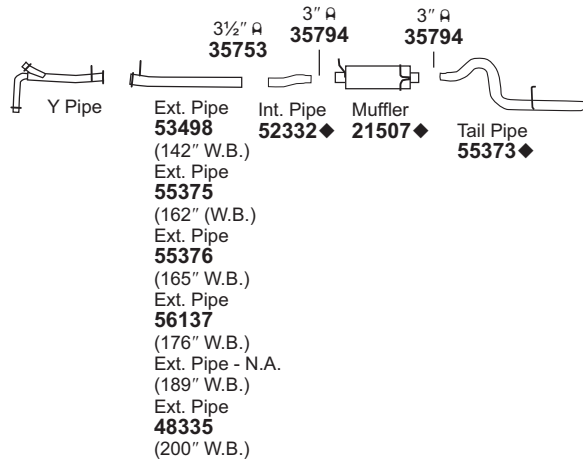 3½″
35753
3″
35794
3″
35794
Y Pipe
Ext. Pipe
53498
(142″ W.B.)
Ext. Pipe
55375
(162″ (W.B.)
Ext. Pipe
55376
(165″ W.B.)
Ext. Pipe
56137
(176″ W.B.)
Ext. Pipe - N.A.
(189″ W.B.)
Ext. Pipe
48335
(200″ W.B.)
Int. Pipe
52332◆
Muffler
21507◆
Tail Pipe
55373◆